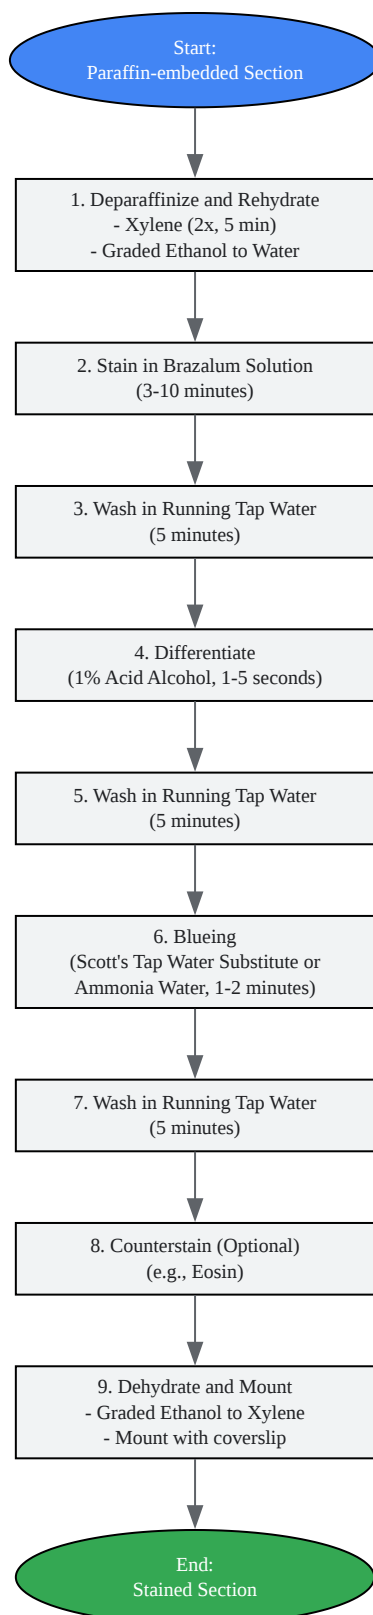 Start:
Paraffin-embedded Section
1. Deparaffinize and Rehydrate
- Xylene (2x, 5 min)
- Graded Ethanol to Water
2. Stain in Brazalum Solution
(3-10 minutes)
3. Wash in Running Tap Water
(5 minutes)
4. Differentiate
(1% Acid Alcohol, 1-5 seconds)
5. Wash in Running Tap Water
(5 minutes)
6. Blueing
(Scott's Tap Water Substitute or
Ammonia Water, 1-2 minutes)
7. Wash in Running Tap Water
(5 minutes)
8. Counterstain (Optional)
(e.g., Eosin)
9. Dehydrate and Mount
- Graded Ethanol to Xylene
- Mount with coverslip
End:
Stained Section